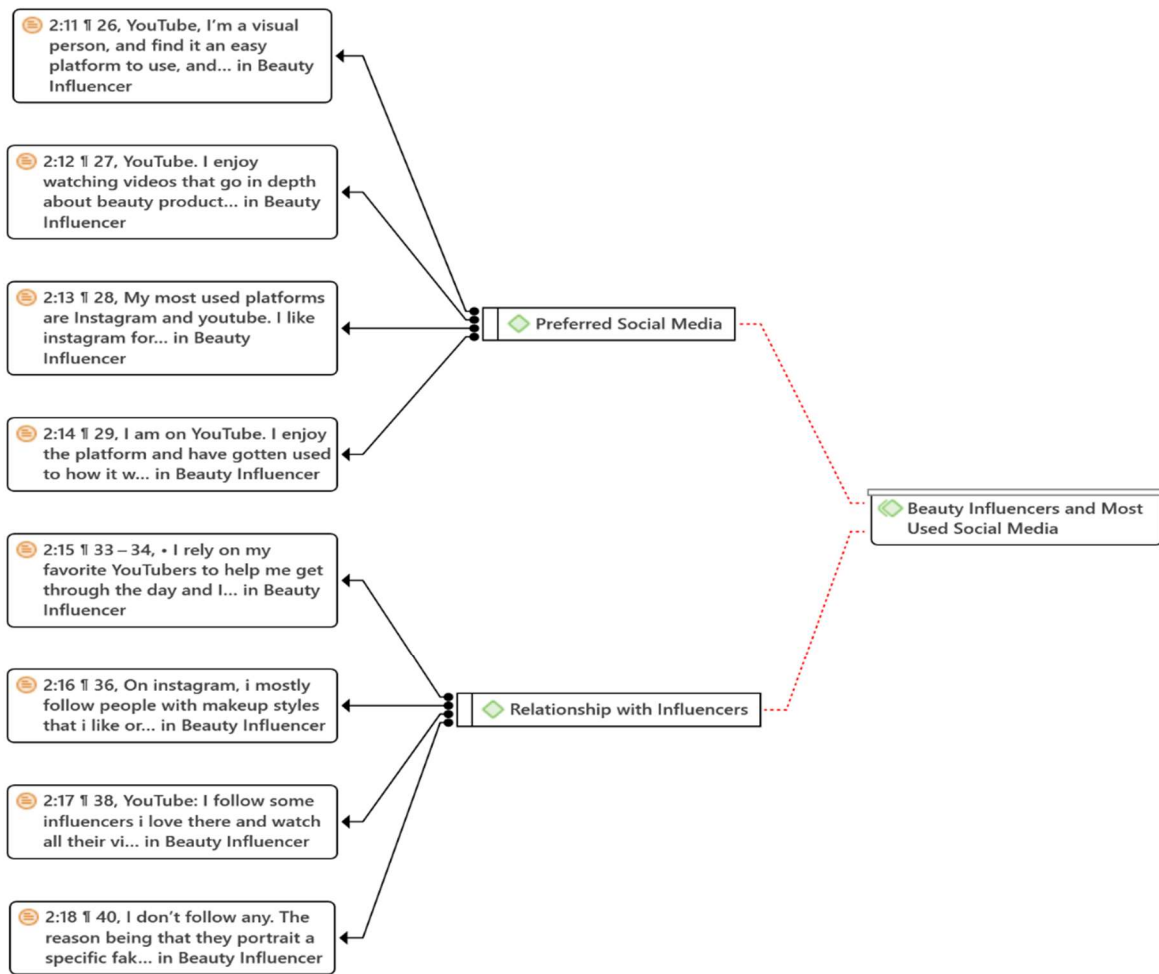 2:11 ¶ 26, YouTube, I’m a visual
person, and find it an easy
platform to use, and… in Beauty
Influencer
2:12 ¶ 27, YouTube. I enjoy
watching videos that go in depth
about beauty product… in Beauty
Influencer
2:13 ¶ 28, My most used platforms
are Instagram and youtube. I like
instagram for… in Beauty
Influencer
2:14 ¶ 29, I am on YouTube. I enjoy
the platform and have gotten used
to how it w… in Beauty Influencer
Preferred Social Media
2:15 ¶ 33 – 34, • I rely on my
favorite YouTubers to help me get
through the day and I… in Beauty
Influencer
2:16 ¶ 36, On instagram, i mostly
follow people with makeup styles
that i like or… in Beauty Influencer
2:17 ¶ 38, YouTube: I follow some
influencers i love there and watch
all their vi… in Beauty Influencer
2:18 ¶ 40, I don’t follow any. The
reason being that they portrait a
specific fak… in Beauty Influencer
Relationship with Influencers
Beauty Influencers and Most
Used Social Media